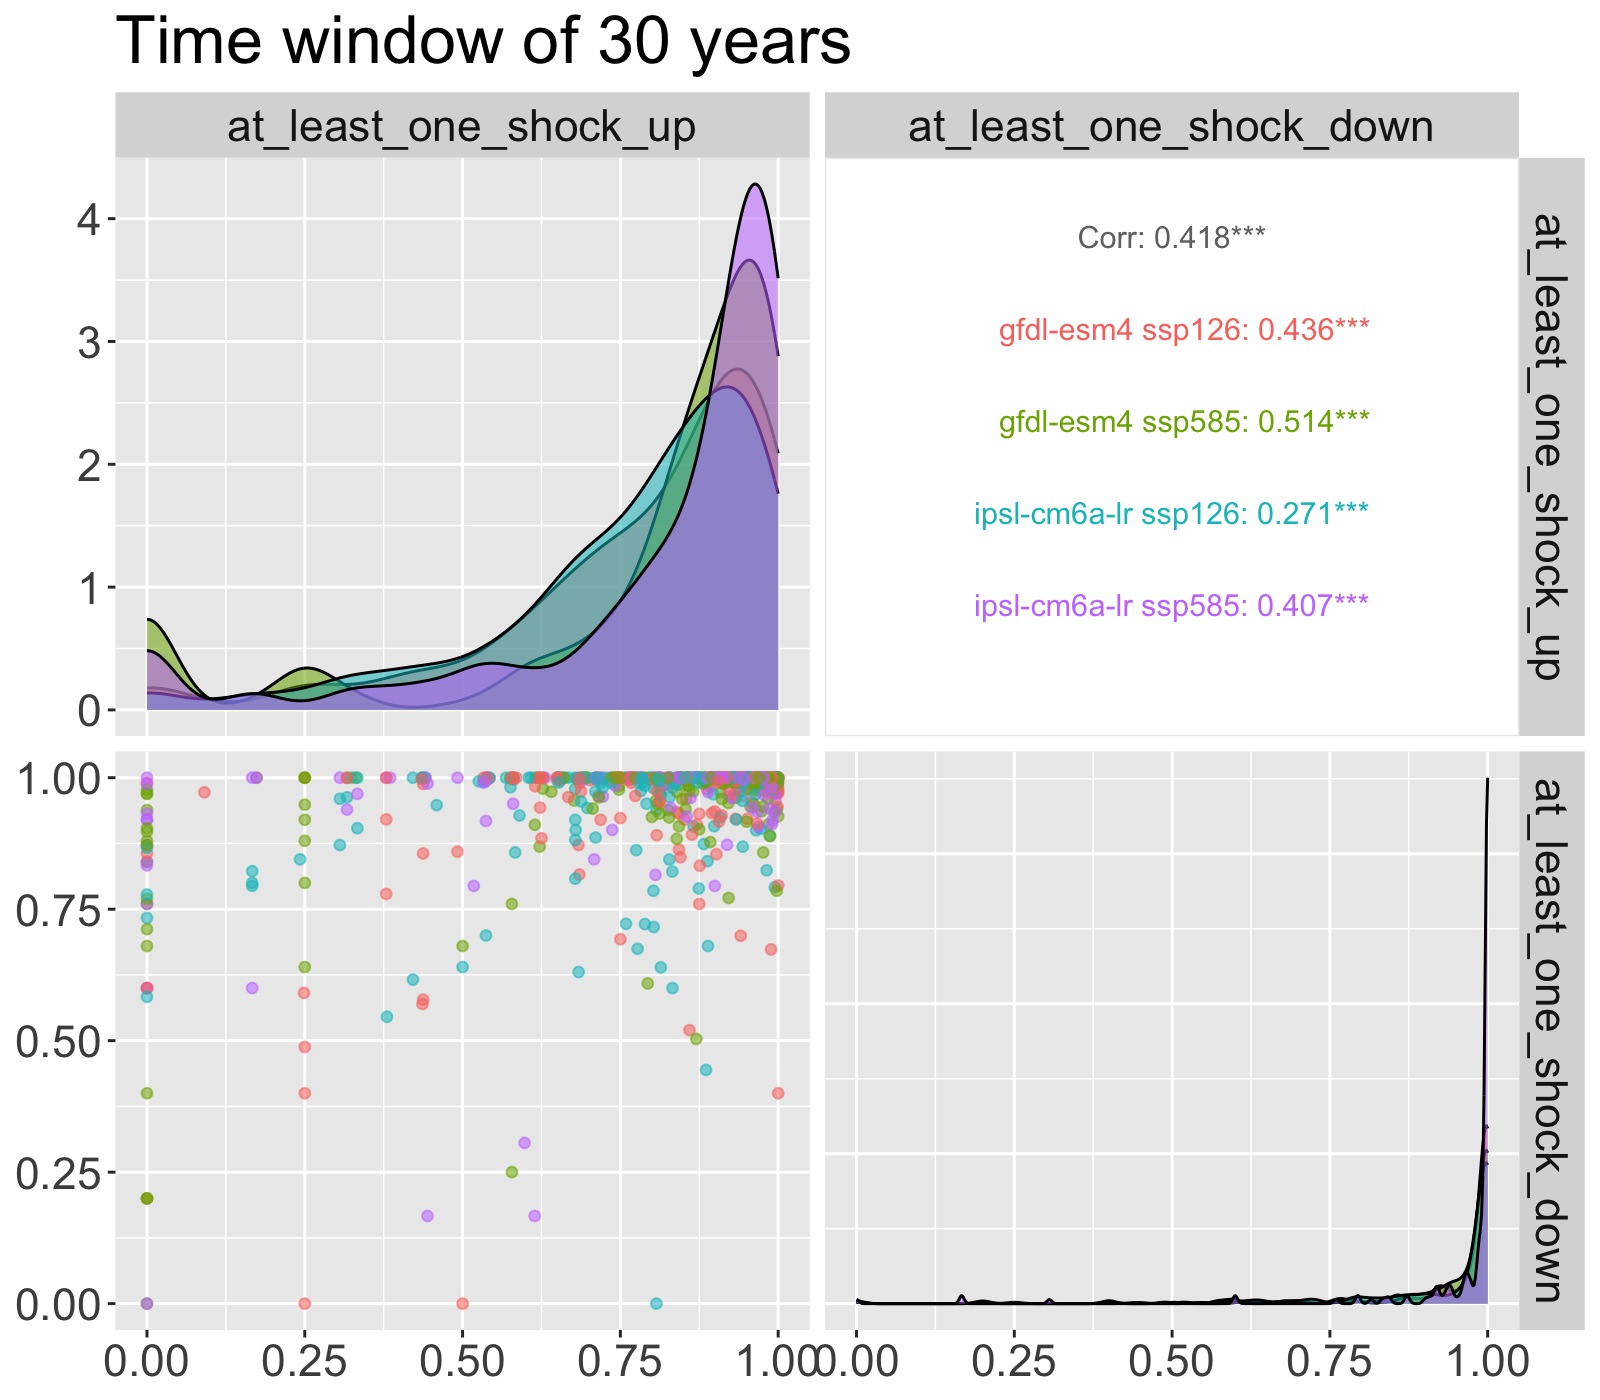 Time window of 30 years
at_least_one_shock_up
at_least_one_shock_down
4
3
2
1
0
Corr: 0.418***
gfdl-esm4 ssp126: 0.436***
gfdl-esm4 ssp585: 0.514***
ipsl-cm6a-lr ssp126: 0.271***
ipsl-cm6a-lr ssp585: 0.407***
at_least_one_shock_up
1.00
0.75
0.50
0.25
0.00
at_least_one_shock_down
0.00 0.25 0.50 0.75 1.00
0.00 0.25 0.50 0.75 1.00